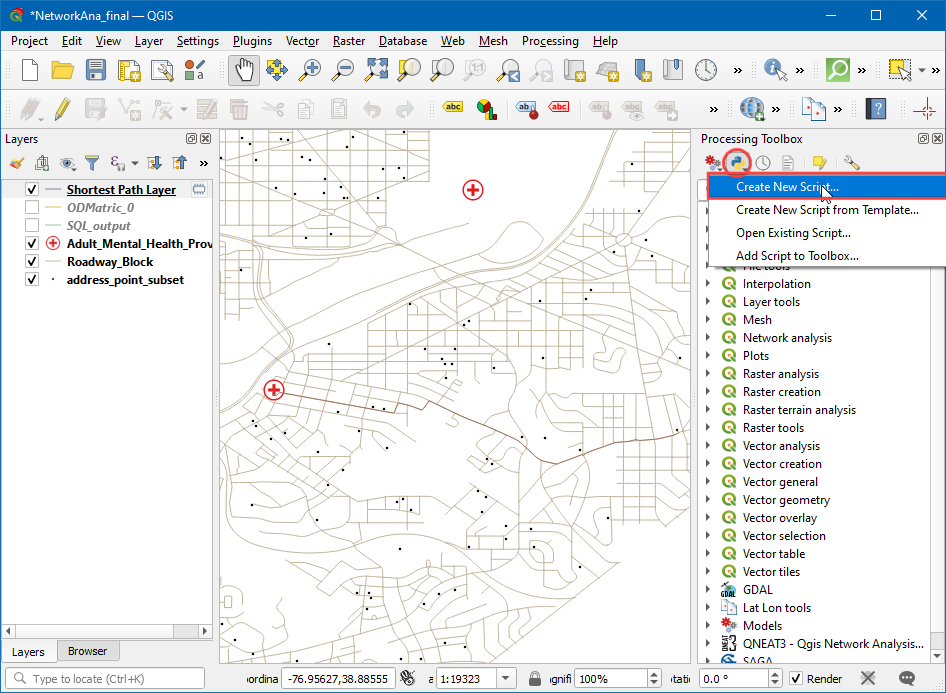 *NetworkAna_final — QGIS
Project Edit View Layer Settings Plugins Vector Raster Database Web Mesh Processing Help
abc abc
Layers
Shortest Path Layer
ODMatric_0
SQL_output
Adult_Mental_Health_Prov
Roadway_Block
address_point_subset
Layers Browser
Processing Toolbox
Create New Script...
Create New Script from Template...
Open Existing Script...
Add Script to Toolbox...
File tools
Interpolation
Layer tools
Mesh
Network analysis
Plots
Raster analysis
Raster creation
Raster terrain analysis
Raster tools
Vector analysis
Vector creation
Vector general
Vector geometry
Vector overlay
Vector selection
Vector table
Vector tiles
GDAL
Lat Lon tools
Models
QNEAT3 - Qgis Network Analysis...
SAGA
Type to locate (Ctrl+K) oordina -76.95627,38.88555 a 1:19323 agnifi 100% otatic 0.0 ° Render